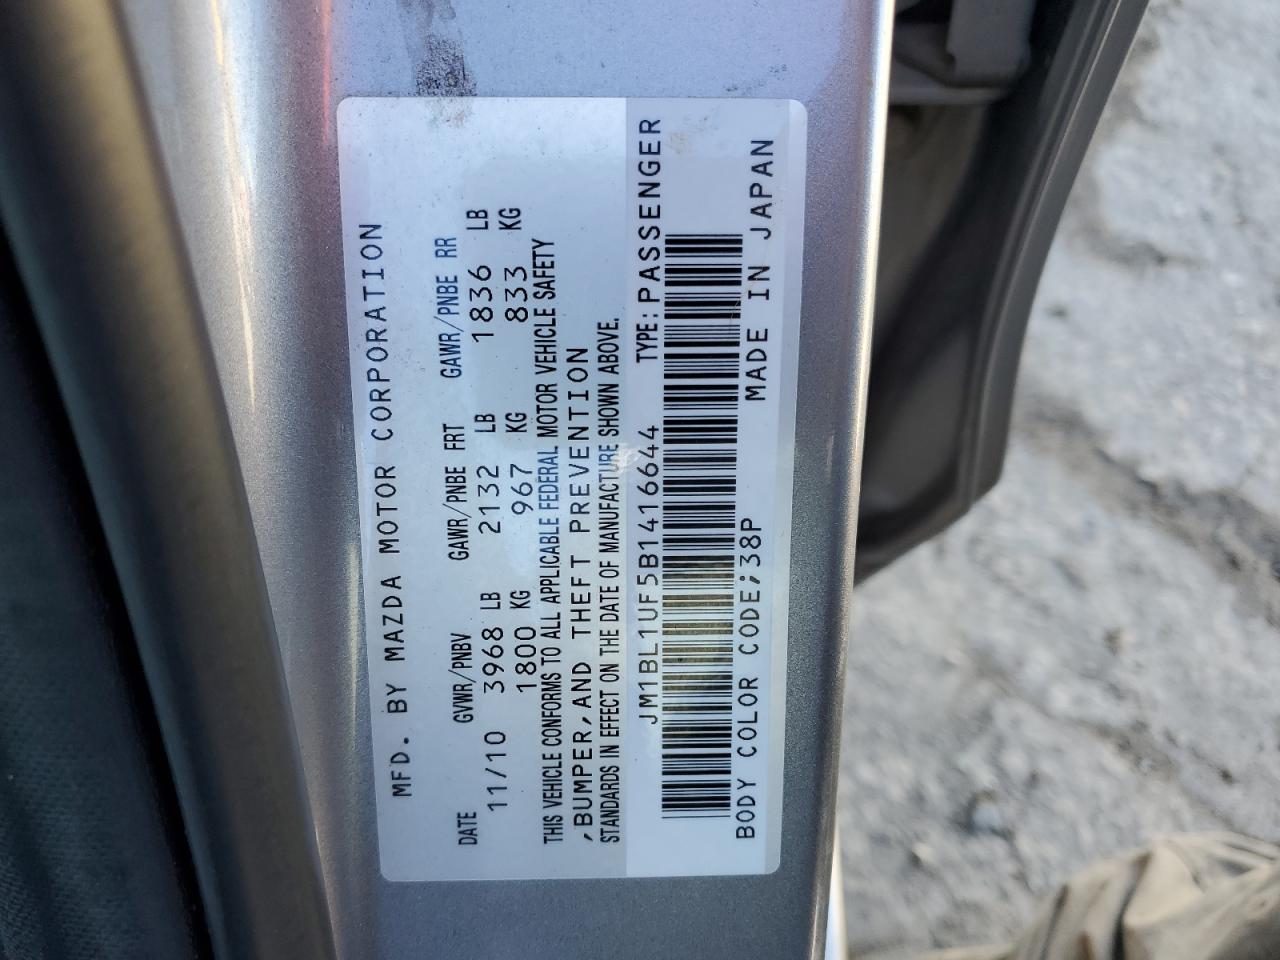 MFD. BY MAZDA MOTOR CORPORATION
DATE GVWR/PNBV GAWR/PNBE FRT GAWR/PNBE RR
11/10 3968 LB 2132 LB 1836 LB
1800 KG 967 KG 833 KG
THIS VEHICLE CONFORMS TO ALL APPLICABLE FEDERAL MOTOR VEHICLE SAFETY
,BUMPER,AND THEFT PREVENTION
STANDARDS IN EFFECT ON THE DATE OF MANUFACTURE SHOWN ABOVE.
JM1BL1UF5B1416644 TYPE:PASSENGER
BODY COLOR CODE;38P MADE IN JAPAN